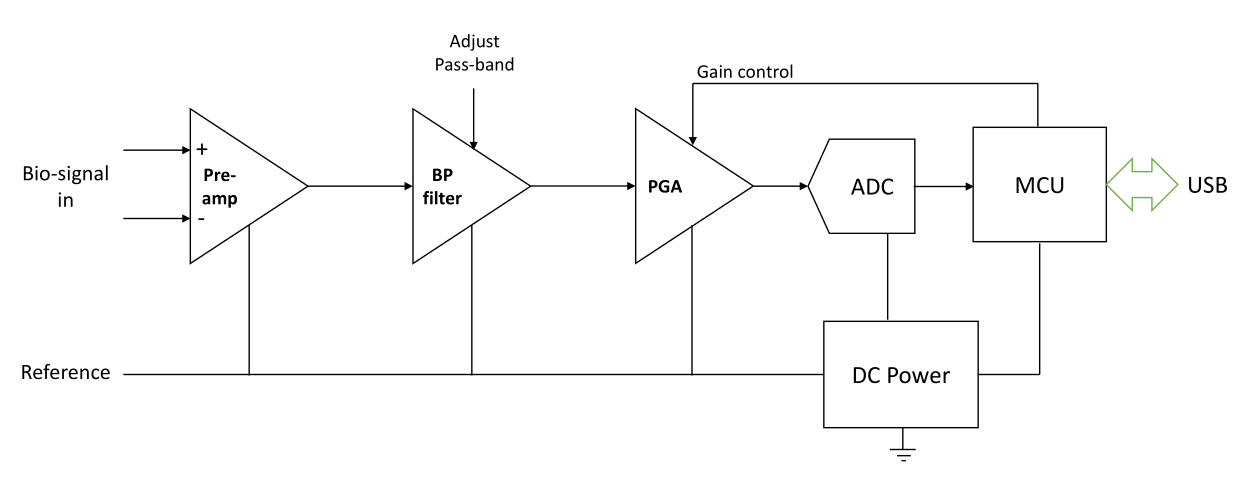 Adjust
Pass-band
Gain control
Bio-signal
in
+
Pre-
amp
-
BP
filter
PGA
ADC
MCU
USB
Reference
DC Power